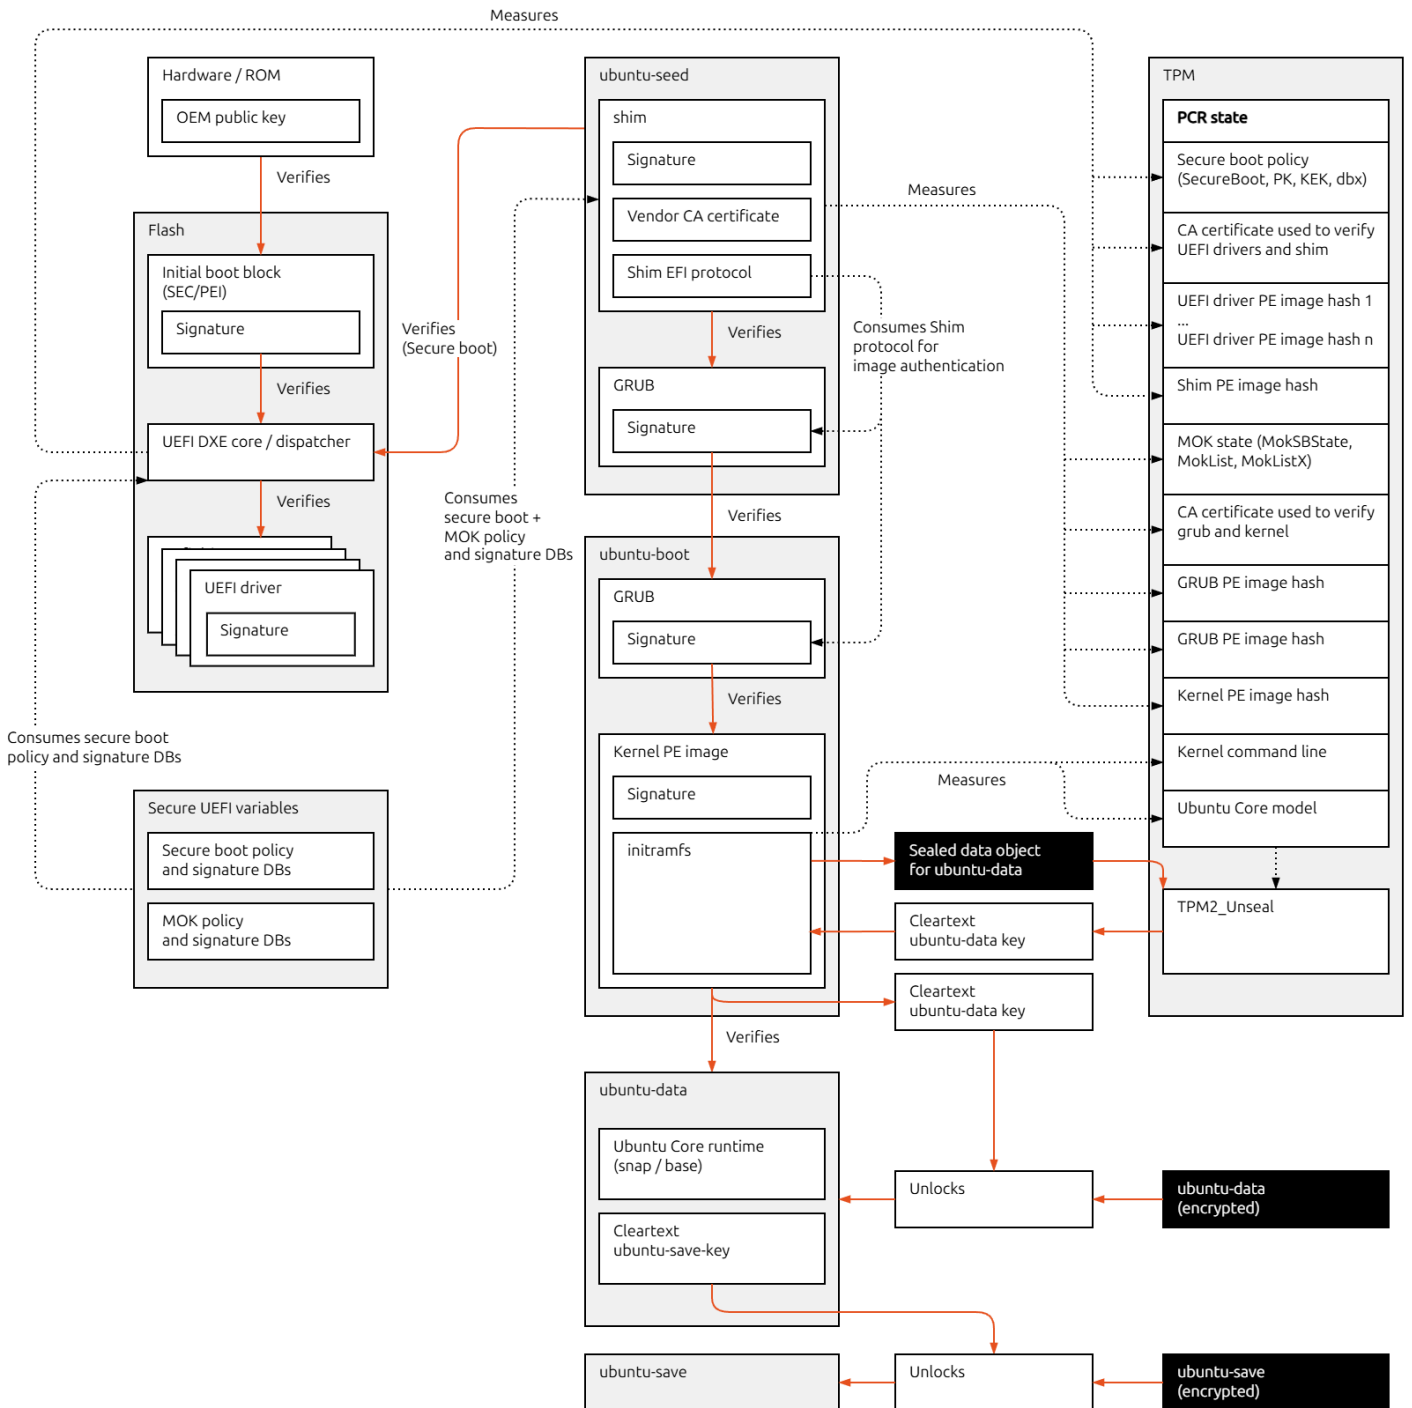 Measures
Hardware / ROM
OEM public key
Verifies
Flash
Initial boot block
(SEC/PEI)
Signature
Verifies
UEFI DXE core / dispatcher
Verifies
UEFI driver
Signature
Consumes secure boot
policy and signature DBs
Secure UEFI variables
Secure boot policy
and signature DBs
MOK policy
and signature DBs
Verifies
(Secure boot)
Consumes
secure boot +
MOK policy
and signature DBs
ubuntu-seed
shim
Signature
Vendor CA certificate
Shim EFI protocol
Verifies
GRUB
Signature
Verifies
ubuntu-boot
GRUB
Signature
Verifies
Kernel PE image
Signature
initramfs
Verifies
ubuntu-data
Ubuntu Core runtime
(snap / base)
Cleartext
ubuntu-save-key
ubuntu-save
Measures
Consumes Shim
protocol for
image authentication
Measures
Sealed data object
for ubuntu-data
Cleartext
ubuntu-data key
Cleartext
ubuntu-data key
Unlocks
Unlocks
TPM
PCR state
Secure boot policy
(SecureBoot, PK, KEK, dbx)
CA certificate used to verify
UEFI drivers and shim
UEFI driver PE image hash 1
...
UEFI driver PE image hash n
Shim PE image hash
MOK state (MokSBState,
MokList, MokListX)
CA certificate used to verify
grub and kernel
GRUB PE image hash
GRUB PE image hash
Kernel PE image hash
Kernel command line
Ubuntu Core model
TPM2_Unseal
ubuntu-data
(encrypted)
ubuntu-save
(encrypted)